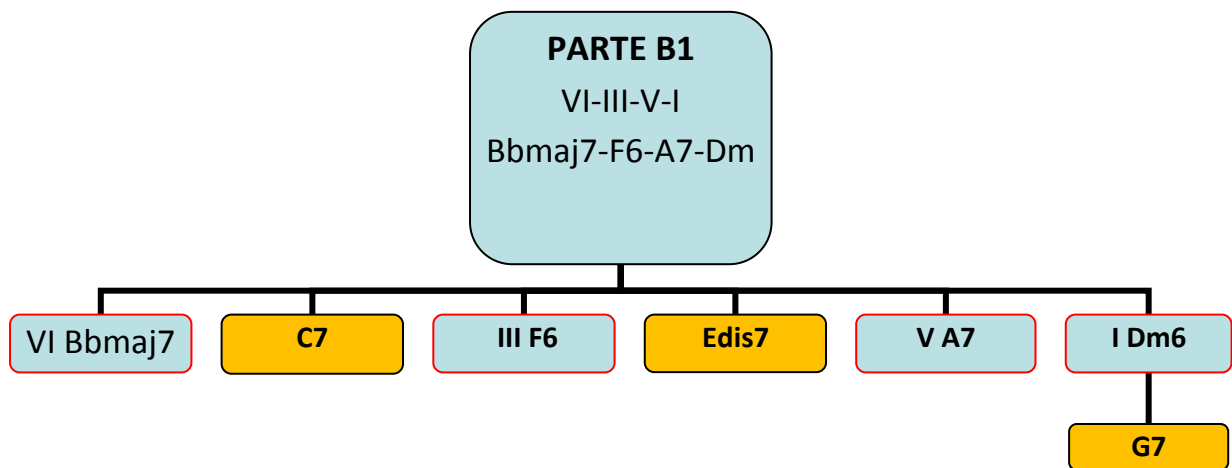 PARTE B1
VI-III-V-I
Bbmaj7-F6-A7-Dm
VI Bbmaj7
C7
III F6
Edis7
V A7
I Dm6
G7